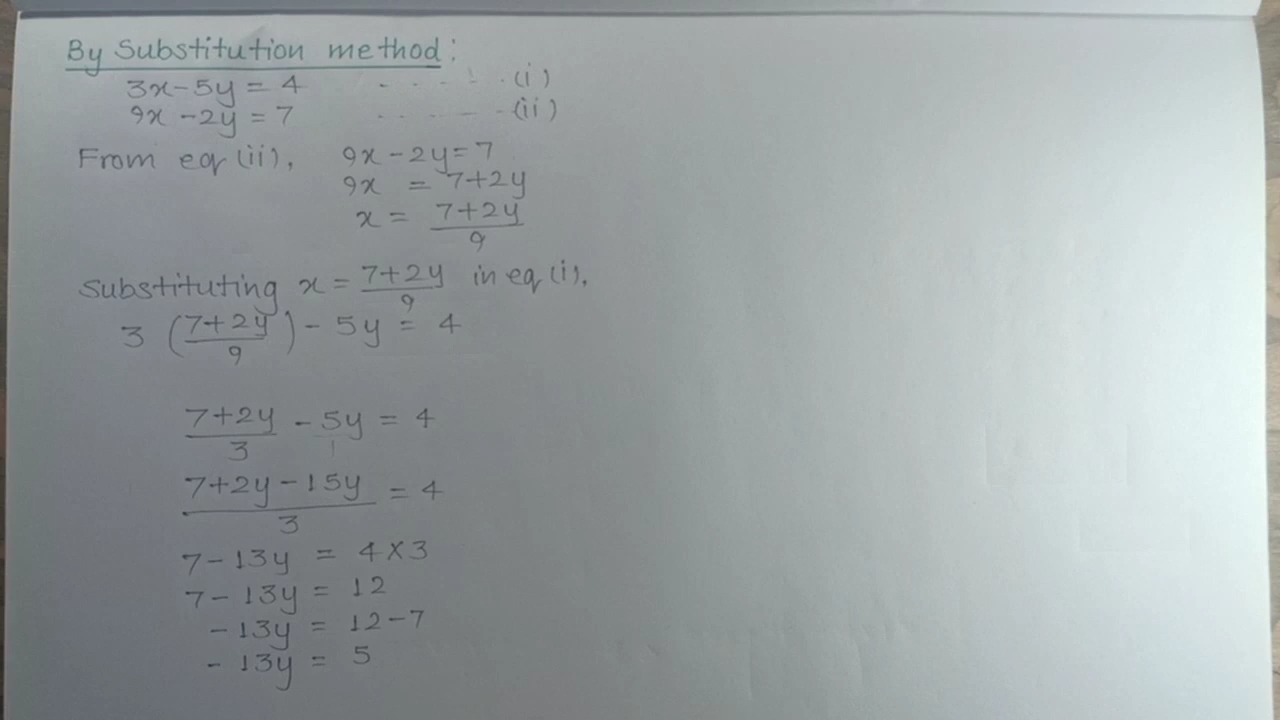 By Substitution method:
3x-5y = 4 ------ (i)
9x -2y = 7 ------ (ii)
From eq (ii), 9x-2y=7
9x = 7+2y
x = 7+2y
9
Substituting x = 7+2y in eq (i),
9
3 (7+2y) - 5y = 4
9
7+2y - 5y = 4
3 1
7+2y-15y = 4
3
7-13y = 4×3
7-13y = 12
-13y = 12-7
-13y = 5